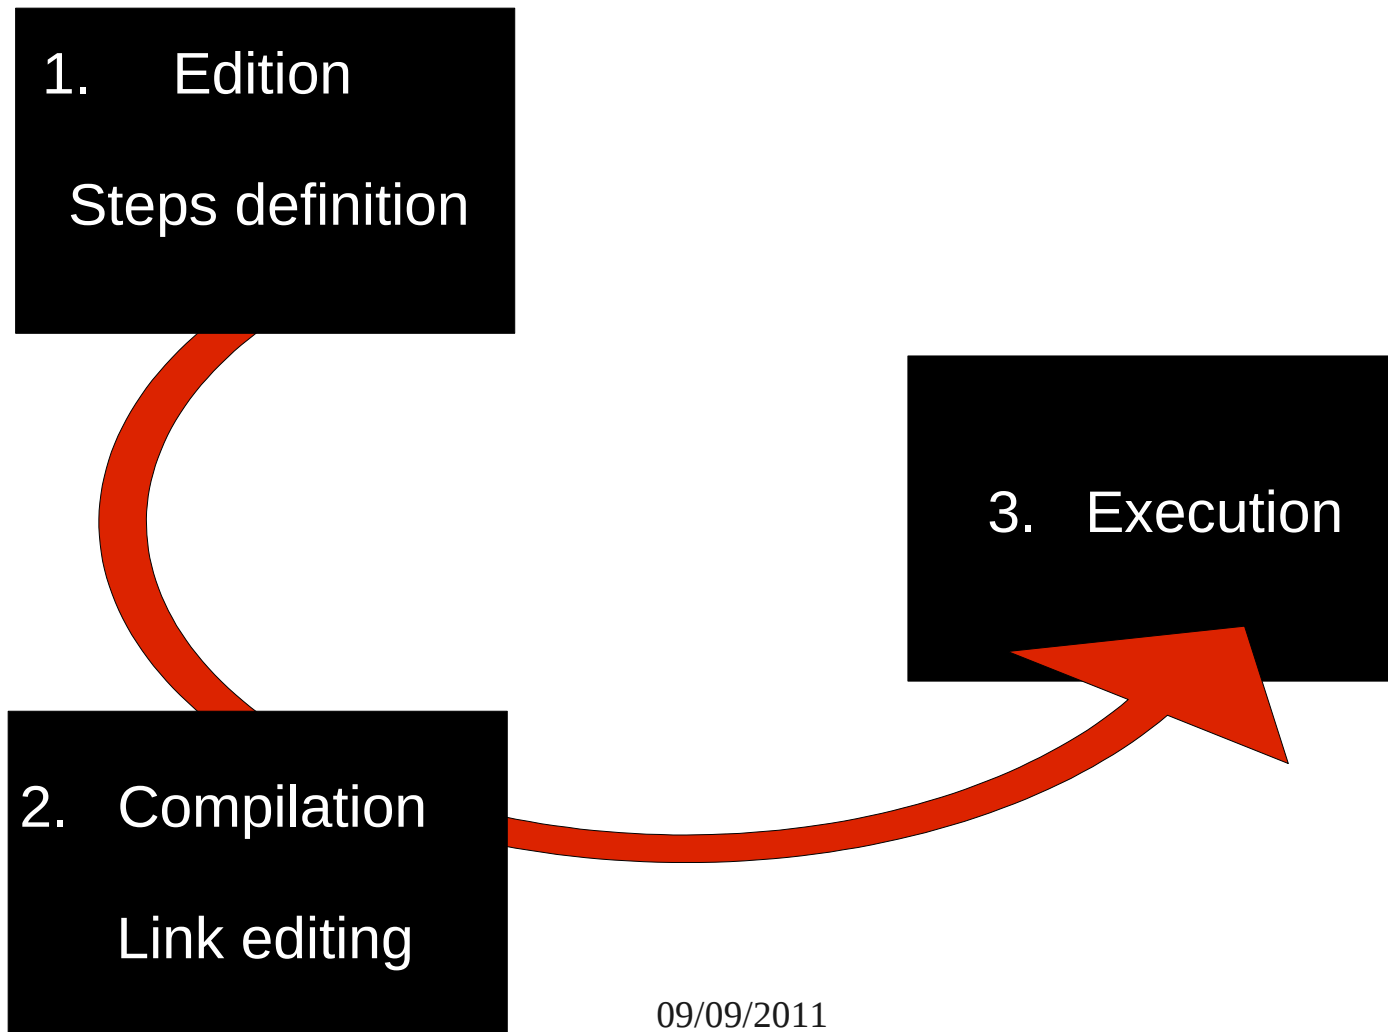 1. Edition
Steps definition
2. Compilation
Link editing
3. Execution
09/09/2011